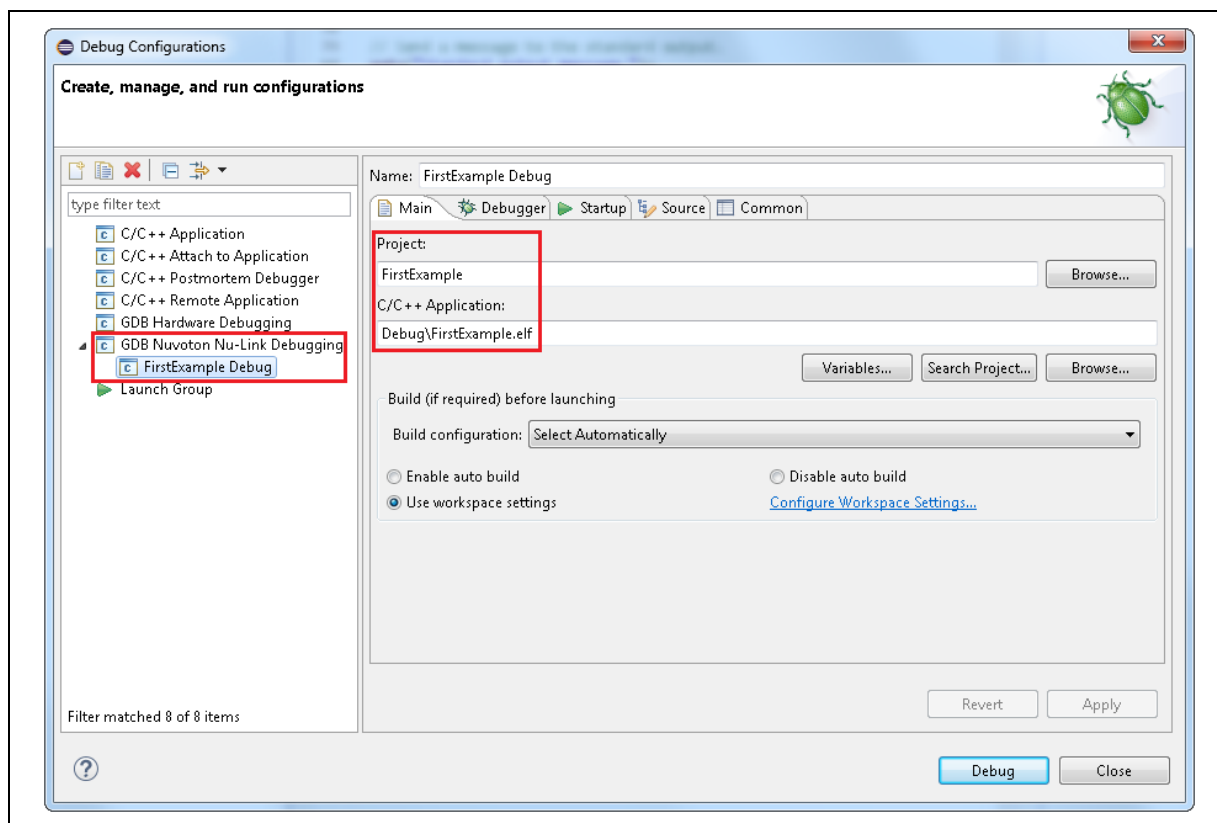 Debug Configurations
Create, manage, and run configurations
type filter text
C/C++ Application
C/C++ Attach to Application
C/C++ Postmortem Debugger
C/C++ Remote Application
GDB Hardware Debugging
GDB Nuvoton Nu-Link Debugging
FirstExample Debug
Launch Group
Filter matched 8 of 8 items
Name: FirstExample Debug
Main Debugger Startup Source Common
Project:
FirstExample Browse...
C/C++ Application:
Debug\FirstExample.elf
Variables... Search Project... Browse...
Build (if required) before launching
Build configuration: Select Automatically
Enable auto build Disable auto build
Use workspace settings Configure Workspace Settings...
Revert Apply
Debug Close